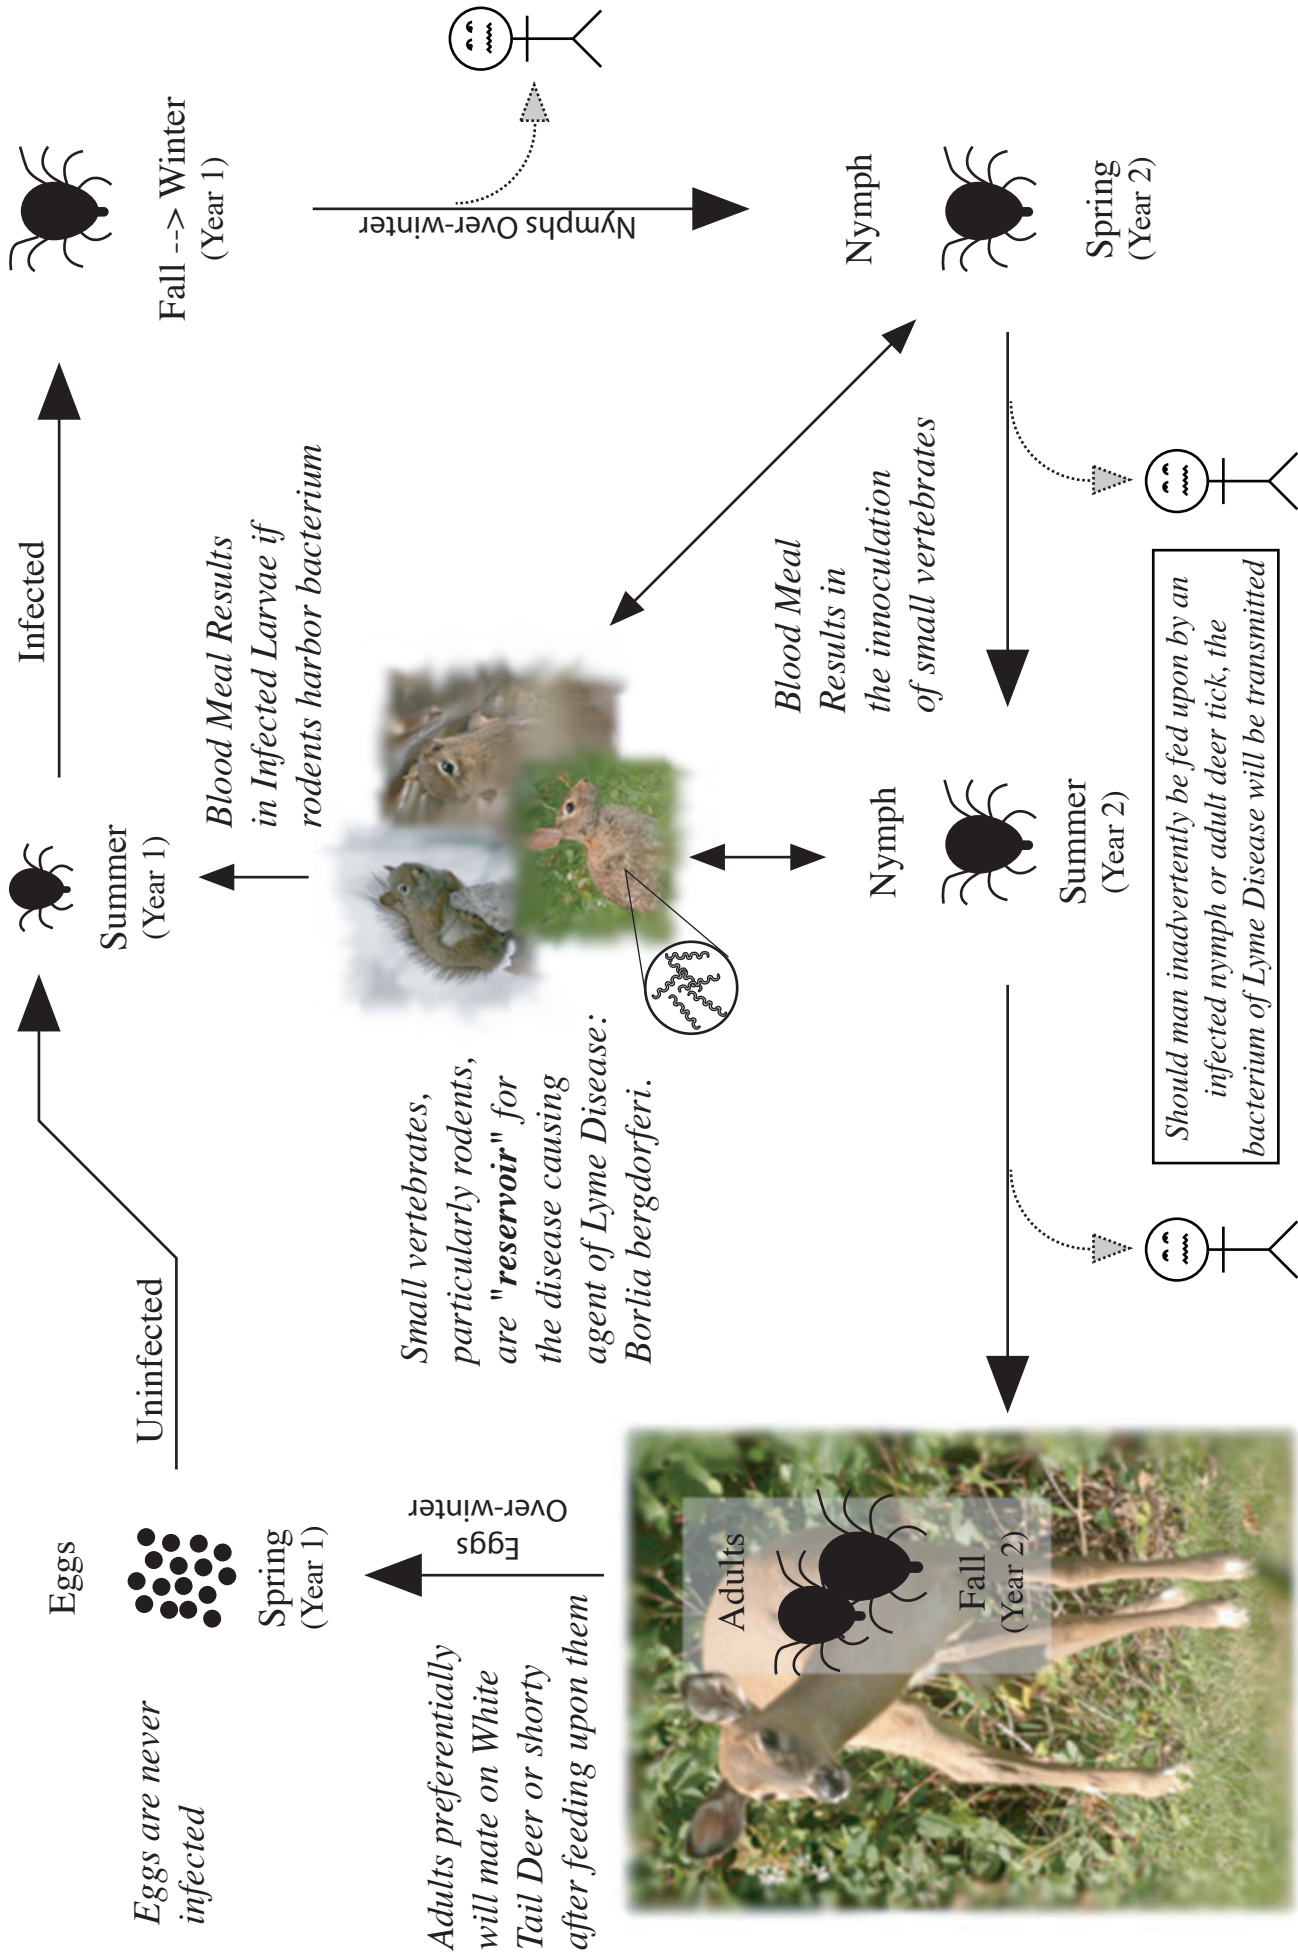 Eggs are never
infected
Eggs
Spring
(Year 1)
Uninfected
Summer
(Year 1)
Infected
Fall --> Winter
(Year 1)
Blood Meal Results
in Infected Larvae if
rodents harbor bacterium
Nymphs Over-winter
Adults preferentially
will mate on White
Tail Deer or shorty
after feeding upon them
Eggs
Over-winter
Small vertebrates,
particularly rodents,
are "reservoir" for
the disease causing
agent of Lyme Disease:
Borlia bergdorferi.
Blood Meal
Results in
the innoculation
of small vertebrates
Nymph
Spring
(Year 2)
Nymph
Summer
(Year 2)
Adults
Fall
(Year 2)
Should man inadvertently be fed upon by an
infected nymph or adult deer tick, the
bacterium of Lyme Disease will be transmitted